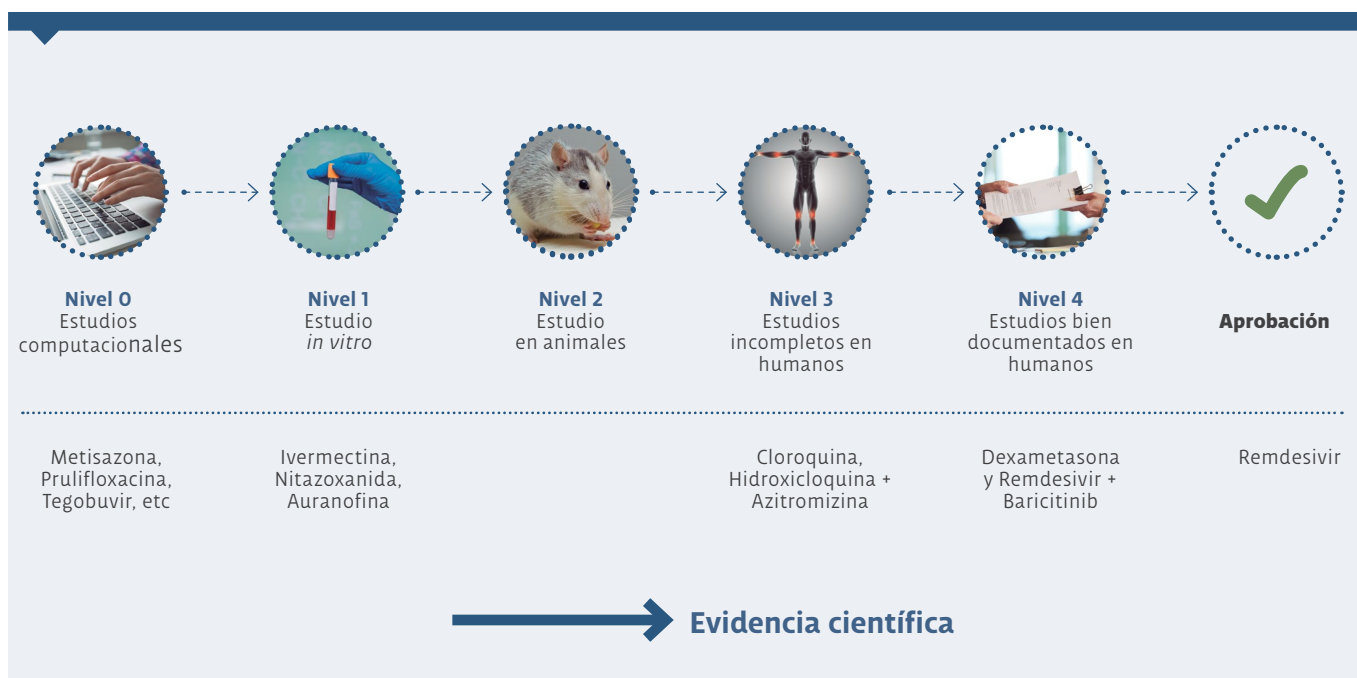 Nivel 0
Estudios
computacionales
Nivel 1
Estudio
in vitro
Nivel 2
Estudio
en animales
Nivel 3
Estudios
incompletos en
humanos
Nivel 4
Estudios bien
documentados en
humanos
Aprobación
Metisazona,
Prulifloxacina,
Tegobuvir, etc
Ivermectina,
Nitazoxanida,
Auranofina
Cloroquina,
Hidroxicloquina +
Azitromizina
Dexametasona
y Remdesivir +
Baricitinib
Remdesivir
Evidencia científica